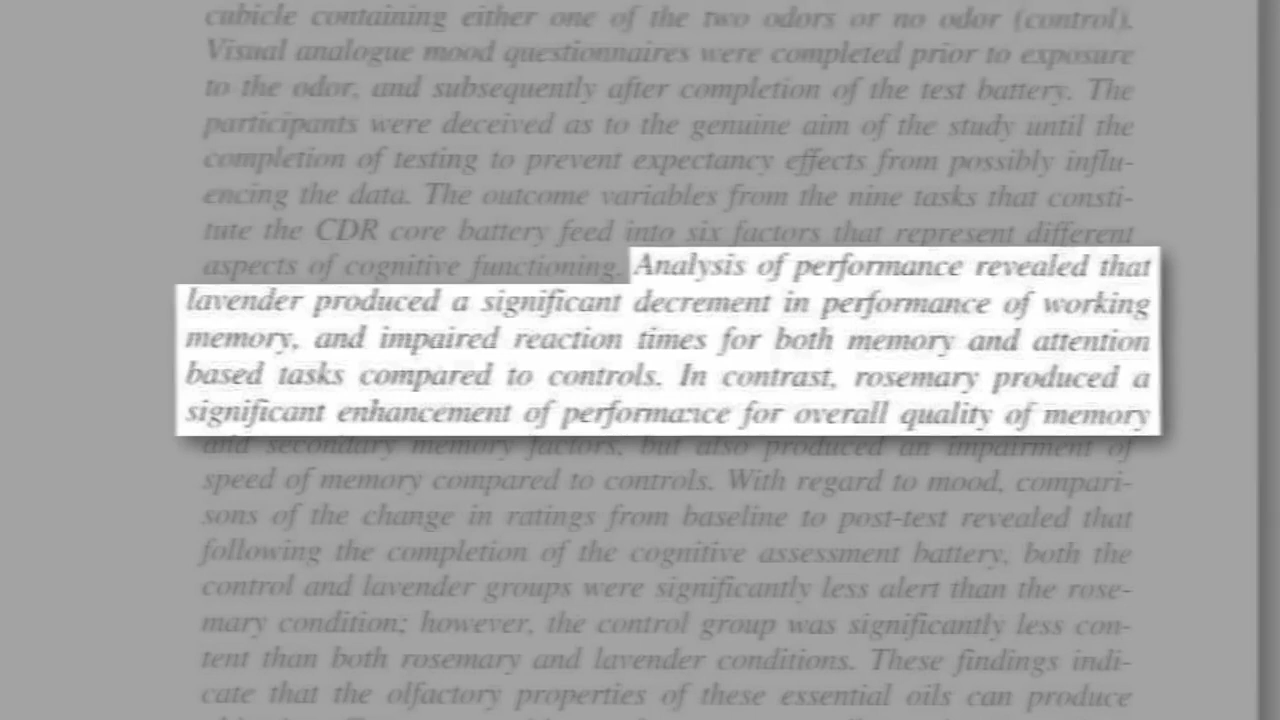 cubicle containing either one of the two odors or no odor (control).
Visual analogue mood questionnaires were completed prior to exposure
to the odor, and subsequently after completion of the test battery. The
participants were deceived as to the genuine aim of the study until the
completion of testing to prevent expectancy effects from possibly influ-
encing the data. The outcome variables from the nine tasks that consti-
tute the CDR core battery feed into six factors that represent different
aspects of cognitive functioning. Analysis of performance revealed that
lavender produced a significant decrement in performance of working
memory, and impaired reaction times for both memory and attention
based tasks compared to controls. In contrast, rosemary produced a
significant enhancement of performance for overall quality of memory
and secondary memory factors, but also produced an impairment of
speed of memory compared to controls. With regard to mood, compari-
sons of the change in ratings from baseline to post-test revealed that
following the completion of the cognitive assessment battery, both the
control and lavender groups were significantly less alert than the rose-
mary condition; however, the control group was significantly less con-
tent than both rosemary and lavender conditions. These findings indi-
cate that the olfactory properties of these essential oils can produce